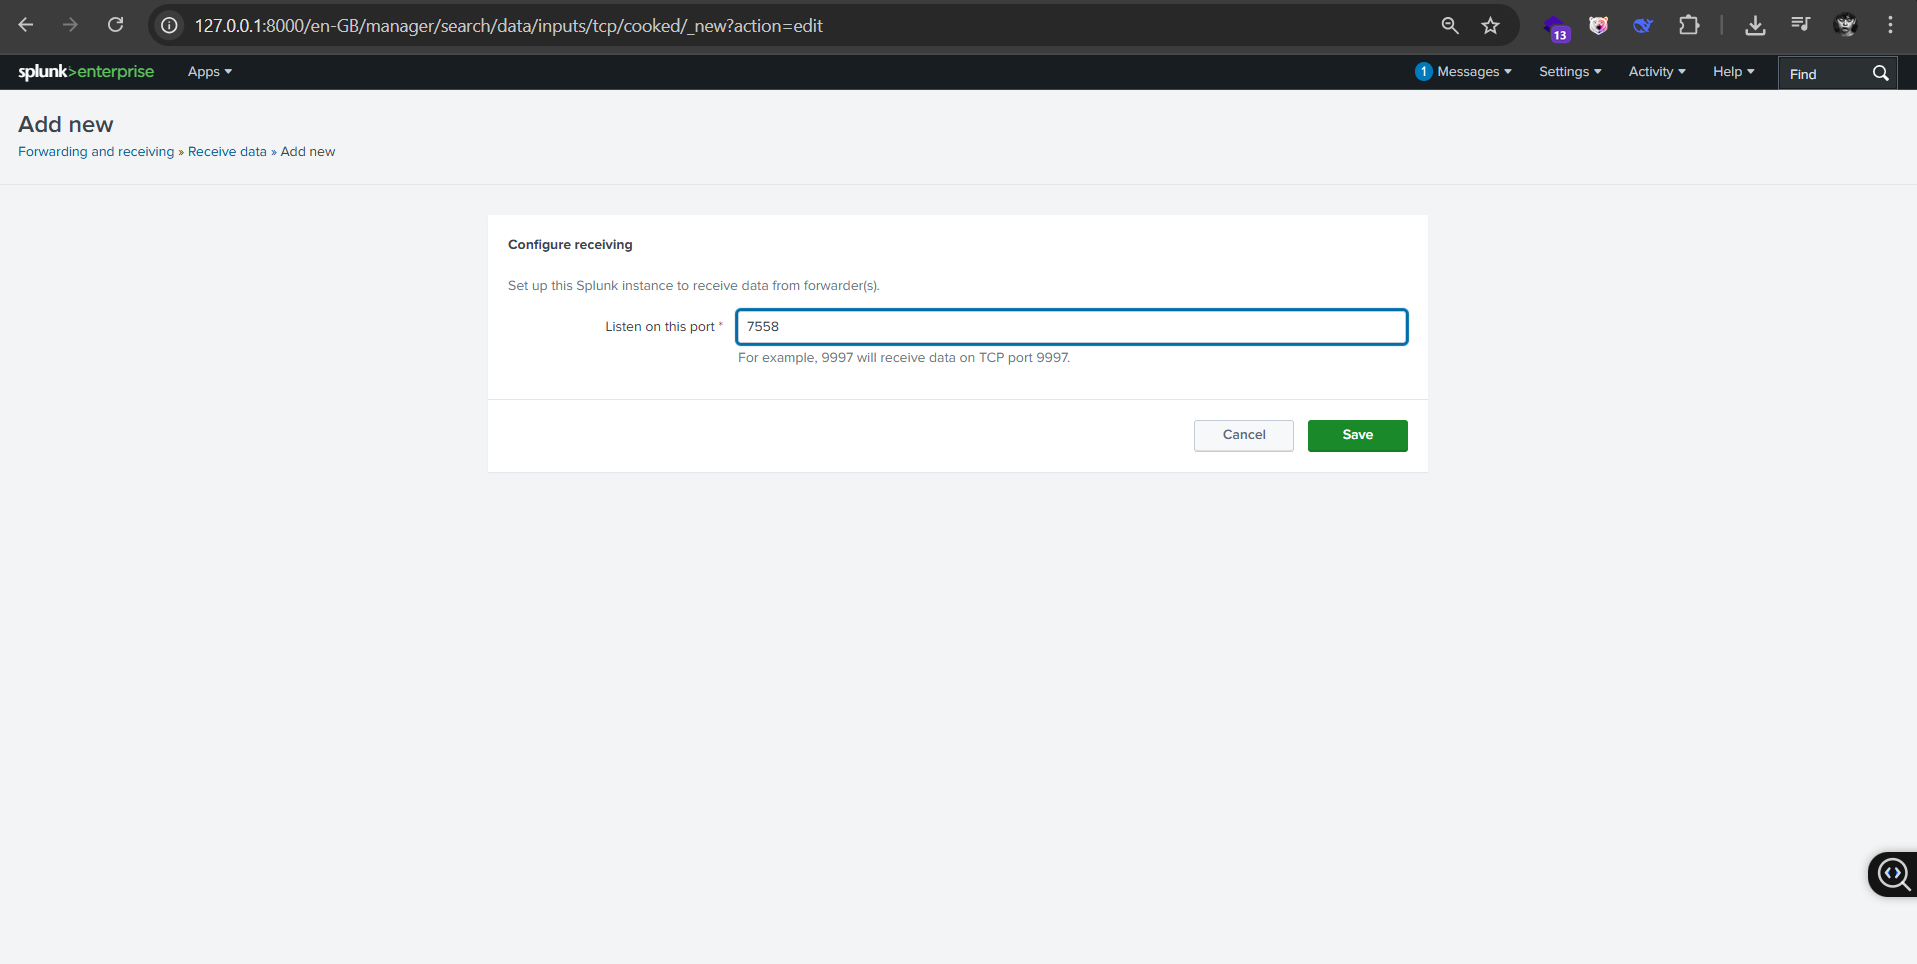 127.0.0.1:8000/en-GB/manager/search/data/inputs/tcp/cooked/_new?action=edit
13
splunk>enterprise Apps 1 Messages Settings Activity Help Find
Add new
Forwarding and receiving » Receive data » Add new
Configure receiving
Set up this Splunk instance to receive data from forwarder(s).
Listen on this port * 7558
For example, 9997 will receive data on TCP port 9997.
Cancel Save